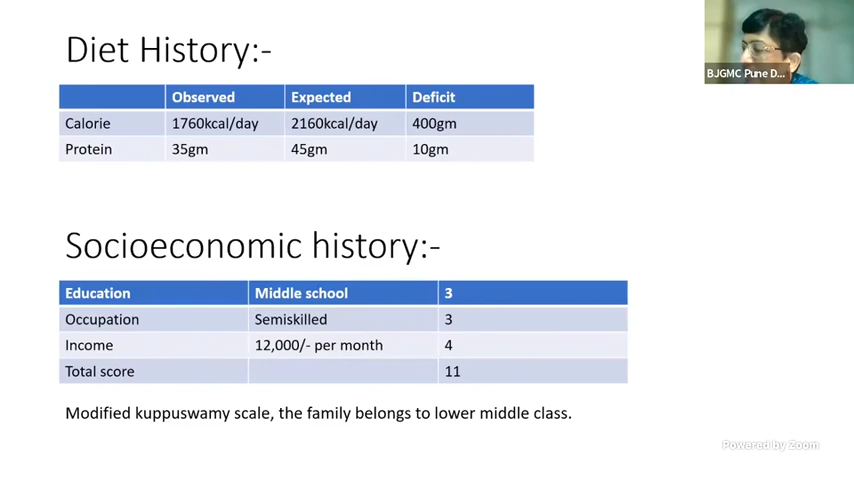 Diet History:-
BJGMC Pune D...
Observed Expected Deficit
Calorie 1760kcal/day 2160kcal/day 400gm
Protein 35gm 45gm 10gm
Socioeconomic history:-
Education Middle school 3
Occupation Semiskilled 3
Income 12,000/- per month 4
Total score 11
Modified kuppuswamy scale, the family belongs to lower middle class.
Powered by Zoom